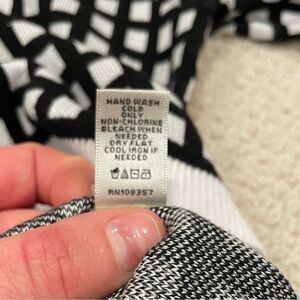 HAND WASH
COLD
ONLY
NON-CHLORINE
BLEACH WHEN
NEEDED
DRY FLAT
COOL IRON IF
NEEDED
RN108357